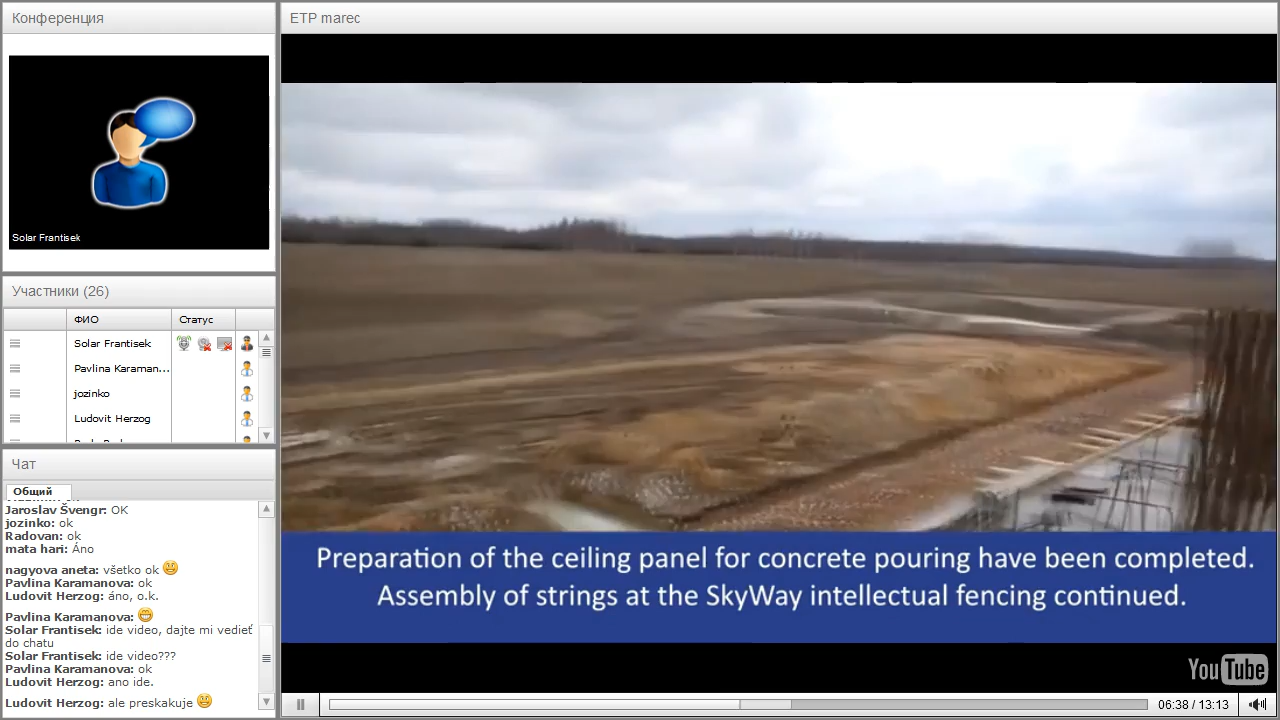 Конференция
Solar Frantisek
Участники (26)
ФИО
Статус
Solar Frantisek
Pavlina Karaman...
jozinko
Ludovit Herzog
Чат
Общий
Jaroslav Švengr: OK
jozinko: ok
Radovan: ok
mata hari: Áno
nagyova aneta: všetko ok
Pavlina Karamanova: ok
Ludovit Herzog: áno, o.k.
Pavlina Karamanova:
Solar Frantisek: ide video, dajte mi vedieť
do chatu
Solar Frantisek: ide video???
Pavlina Karamanova: ok
Ludovit Herzog: ano ide.
Ludovit Herzog: ale preskakuje
ETP marec
Preparation of the ceiling panel for concrete pouring have been completed.
Assembly of strings at the SkyWay intellectual fencing continued.
YouTube
06:38 / 13:13